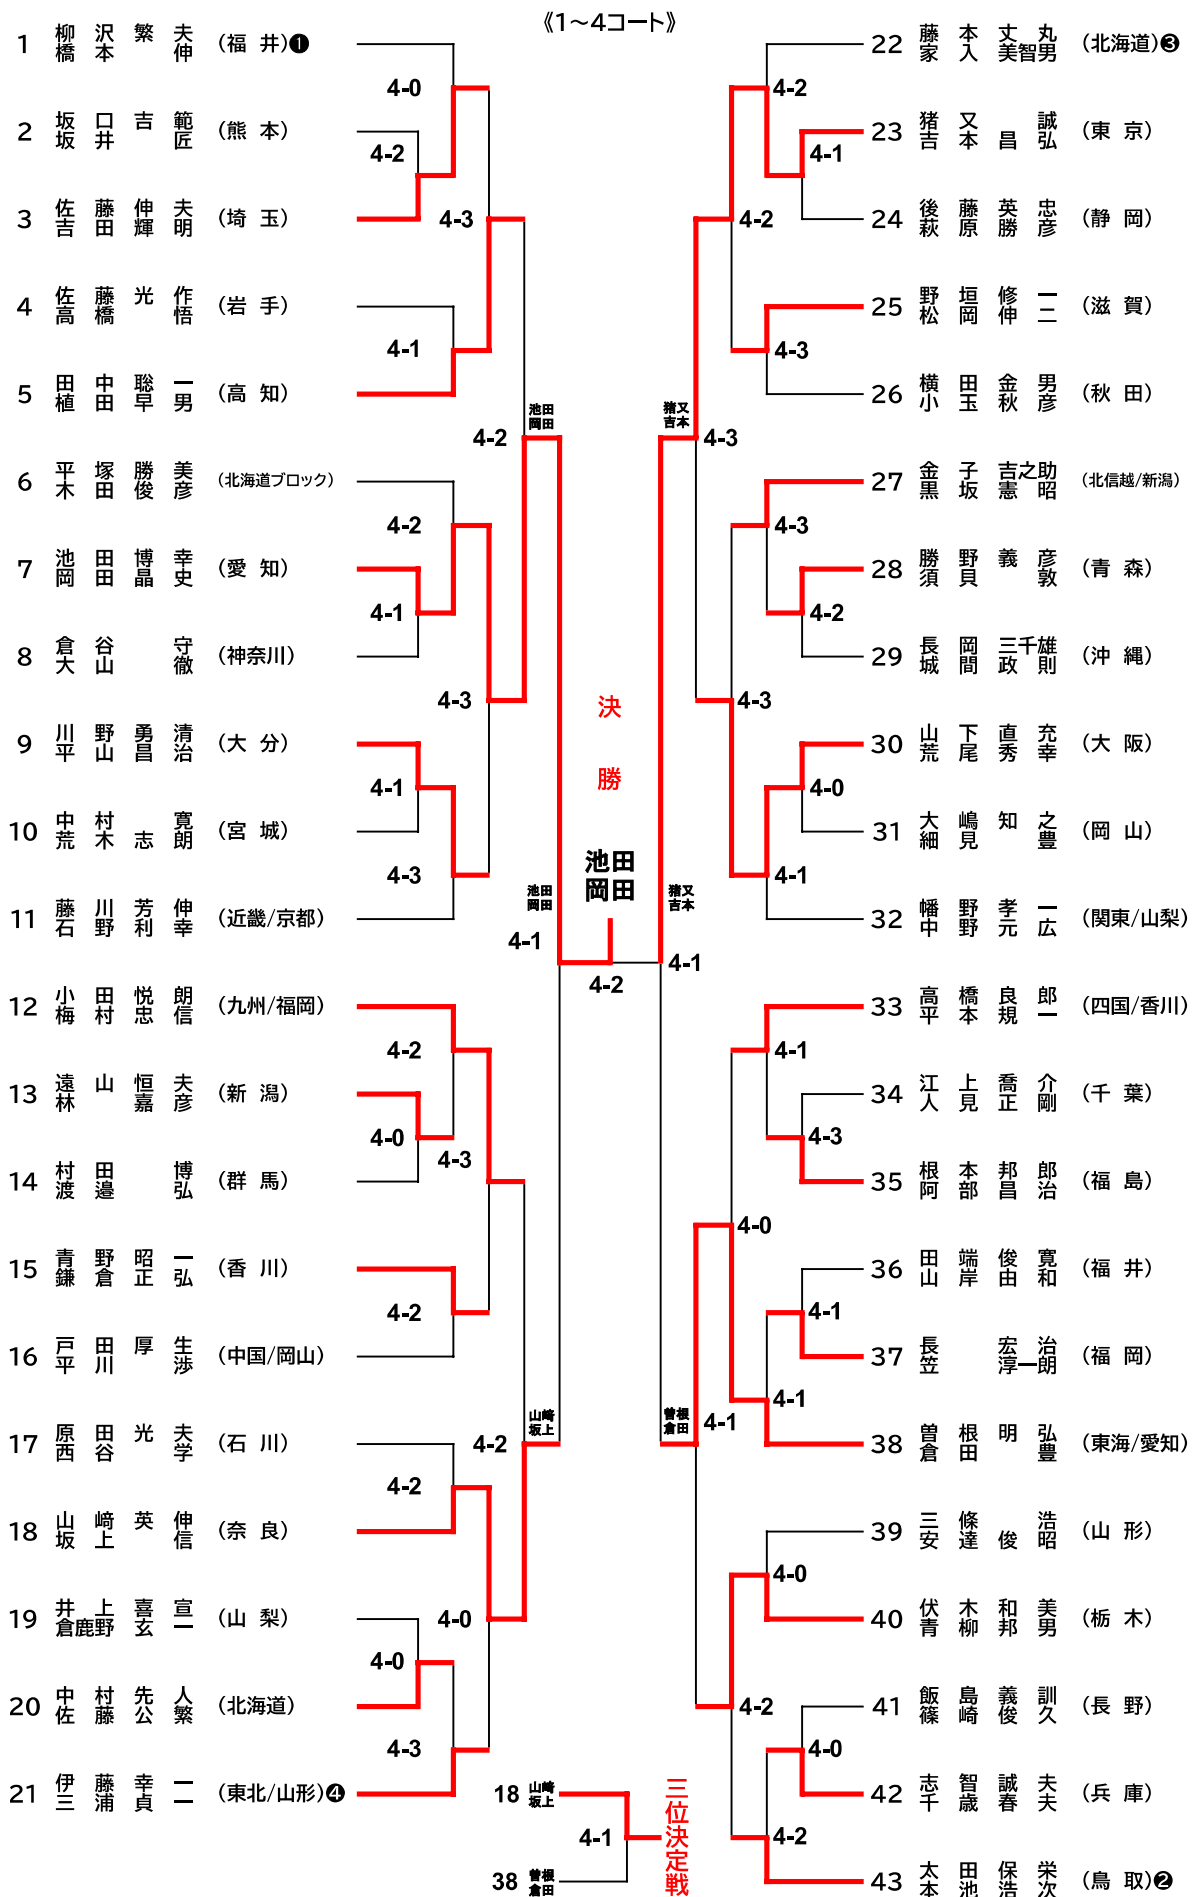 《1～4コート》
1 柳沢繁夫 (福井)❶
橋本伸
2 坂口吉範 (熊本)
坂井匠
3 佐藤伸夫 (埼玉)
吉田輝明
4 佐藤光作 (岩手)
高橋悟
5 田中聡一 (高知)
植田早男
6 平塚勝美 (北海道ブロック)
木田俊彦
7 池田博幸 (愛知)
岡田晶史
8 倉谷守 (神奈川)
大山徹
9 川野勇清 (大分)
平山昌治
10 中村寛 (宮城)
荒木志朗
11 藤川芳伸 (近畿/京都)
石野利幸
12 小田悦朗 (九州/福岡)
梅村忠信
13 遠山恒夫 (新潟)
林嘉彦
14 村田博 (群馬)
渡邉弘
15 青野昭一 (香川)
鎌倉正弘
16 戸田厚生 (中国/岡山)
平川渉
17 原田光夫 (石川)
西谷学
18 山﨑英伸 (奈良)
坂上信
19 井上喜宣 (山梨)
倉鹿野玄一
20 中村先人 (北海道)
佐藤公繁
21 伊藤幸一 (東北/山形)❹
三浦貞二
4-0
4-2
4-3
4-1
4-2
4-2
4-1
4-3
4-1
4-3
4-1
4-2
4-0
4-3
4-2
4-2
4-2
4-0
4-0
4-3
池田
岡田
池田
岡田
山﨑
坂上
決勝
池田
岡田
4-2
猪又
吉本
猪又
吉本
曽根
倉田
22 藤本丈丸 (北海道)❸
家入美智男
23 猪又誠 (東京)
吉本昌弘
24 後藤英忠 (静岡)
萩原勝彦
25 野垣修一 (滋賀)
松岡伸二
26 横田金男 (秋田)
小玉秋彦
27 金子吉之助 (北信越/新潟)
黒坂憲昭
28 勝野義彦 (青森)
須貝敦
29 長岡三千雄 (沖縄)
城間政則
30 山下直充 (大阪)
荒尾秀幸
31 大嶋知之 (岡山)
細見豊
32 幡野孝一 (関東/山梨)
中野元広
33 高橋良郎 (四国/香川)
平本規一
34 江上喬介 (千葉)
人見正剛
35 根本邦郎 (福島)
阿部昌治
36 田端俊寛 (福井)
山岸由和
37 長宏治 (福岡)
笠淳一朗
38 曽根明弘 (東海/愛知)
倉田豊
39 三條浩 (山形)
安達俊昭
40 伏木和美 (栃木)
青柳邦男
41 飯島義訓 (長野)
篠崎俊久
42 志智誠夫 (兵庫)
千歳春夫
43 太田保栄 (鳥取)❷
本池浩次
4-2
4-1
4-2
4-3
4-3
4-3
4-2
4-3
4-0
4-1
4-1
4-1
4-3
4-0
4-1
4-1
4-1
4-0
4-2
4-0
4-2
18 山﨑
坂上
4-1
38 曽根
倉田
三位決定戦